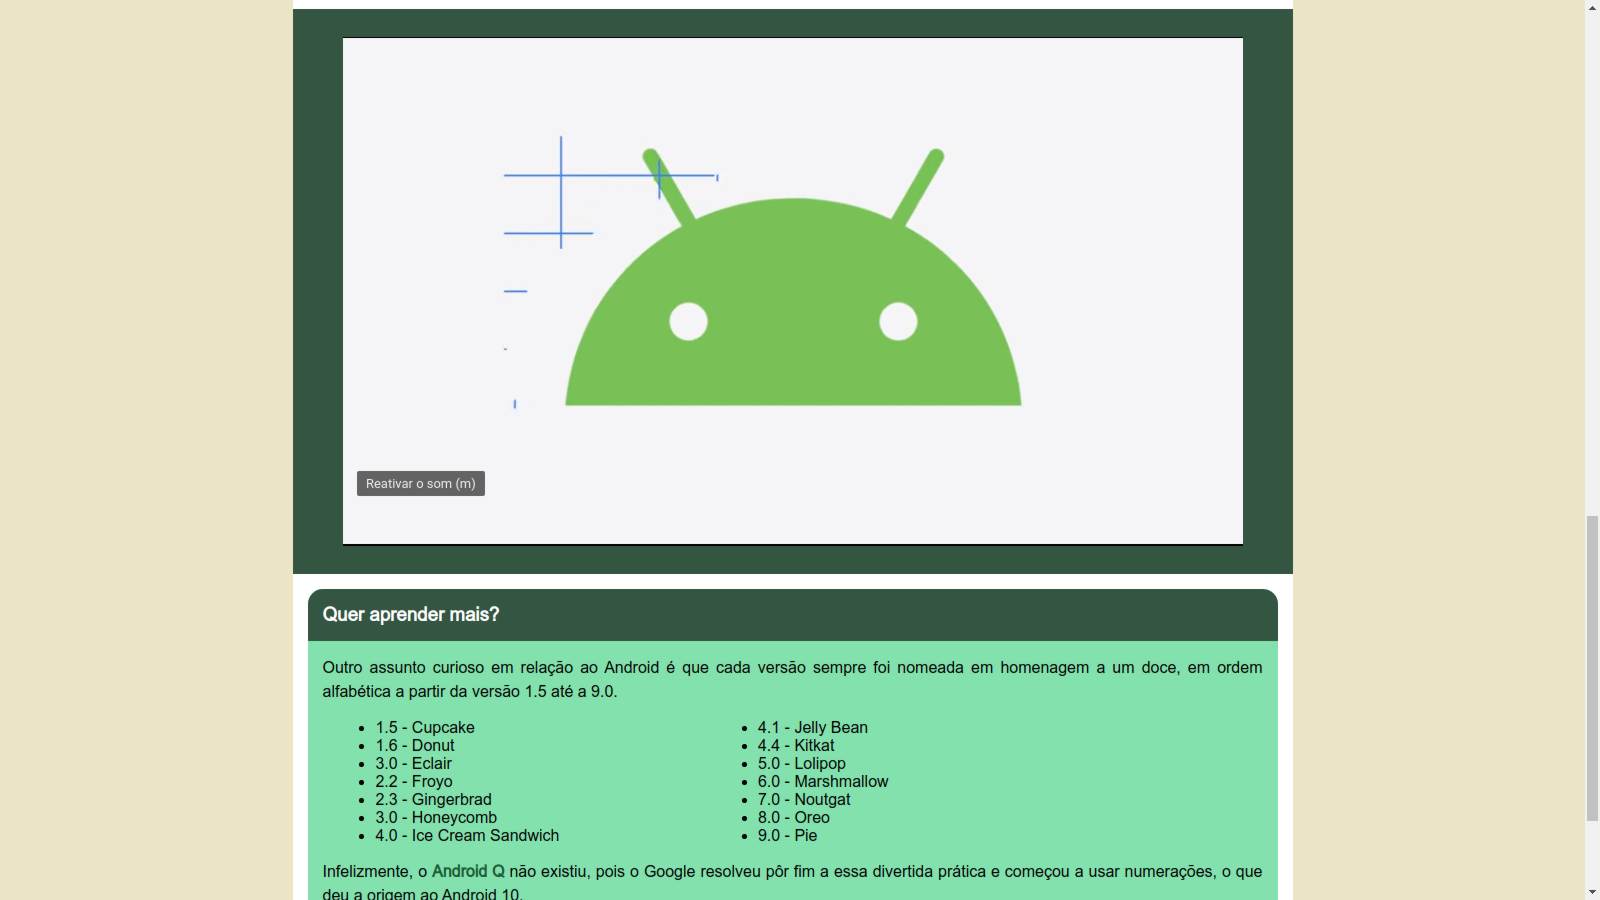 Reativar o som (m)
Quer aprender mais?
Outro assunto curioso em relação ao Android é que cada versão sempre foi nomeada em homenagem a um doce, em ordem
alfabética a partir da versão 1.5 até a 9.0.
1.5 - Cupcake
1.6 - Donut
3.0 - Eclair
2.2 - Froyo
2.3 - Gingerbrad
3.0 - Honeycomb
4.0 - Ice Cream Sandwich
4.1 - Jelly Bean
4.4 - Kitkat
5.0 - Lolipop
6.0 - Marshmallow
7.0 - Noutgat
8.0 - Oreo
9.0 - Pie
Infelizmente, o Android Q não existiu, pois o Google resolveu pôr fim a essa divertida prática e começou a usar numerações, o que
deu a origem ao Android 10.